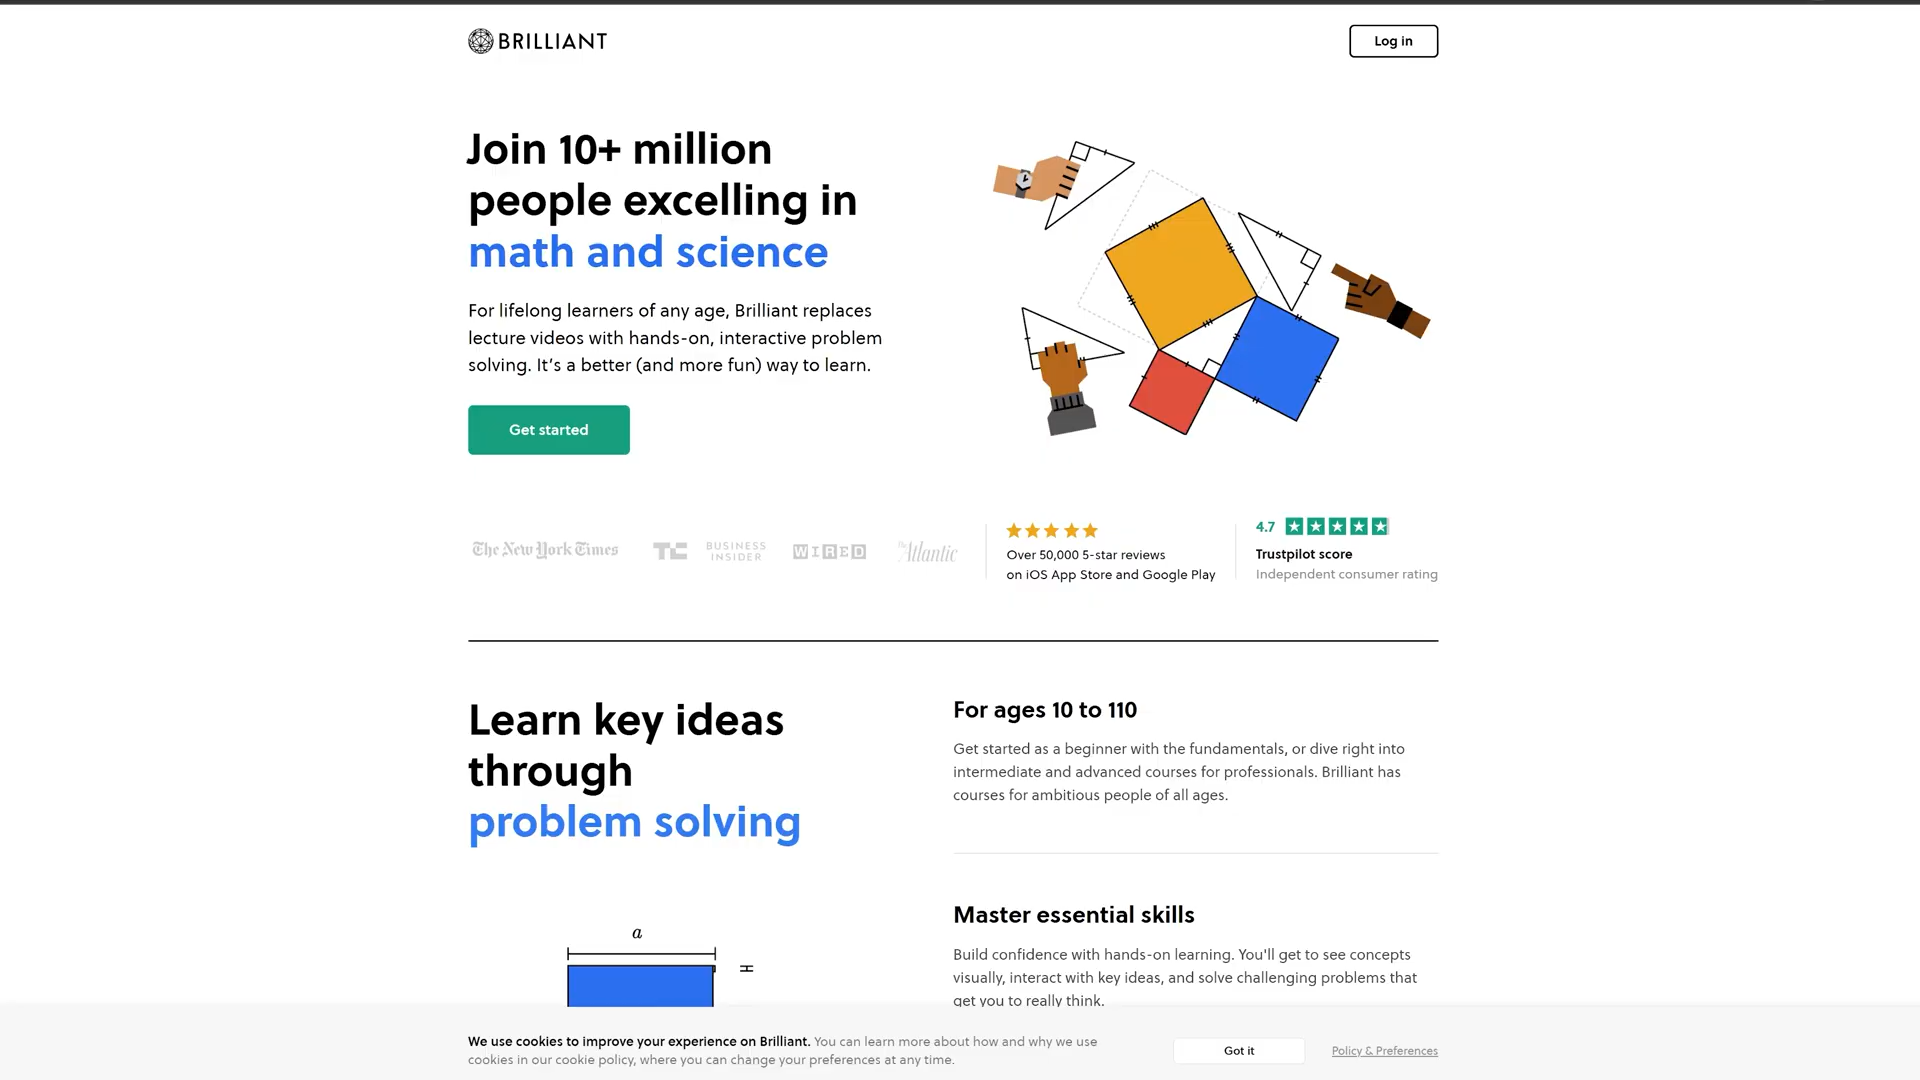 BRILLIANT
Log in
Join 10+ million
people excelling in
math and science
For lifelong learners of any age, Brilliant replaces
lecture videos with hands-on, interactive problem
solving. It’s a better (and more fun) way to learn.
Get started
The New York Times
TC
BUSINESS
INSIDER
WIRED
The Atlantic
Over 50,000 5-star reviews
on iOS App Store and Google Play
4.7
Trustpilot score
Independent consumer rating
Learn key ideas
through
problem solving
a
For ages 10 to 110
Get started as a beginner with the fundamentals, or dive right into
intermediate and advanced courses for professionals. Brilliant has
courses for ambitious people of all ages.
Master essential skills
Build confidence with hands-on learning. You'll get to see concepts
visually, interact with key ideas, and solve challenging problems that
get you to really think.
We use cookies to improve your experience on Brilliant. You can learn more about how and why we use
cookies in our cookie policy, where you can change your preferences at any time.
Got it
Policy & Preferences